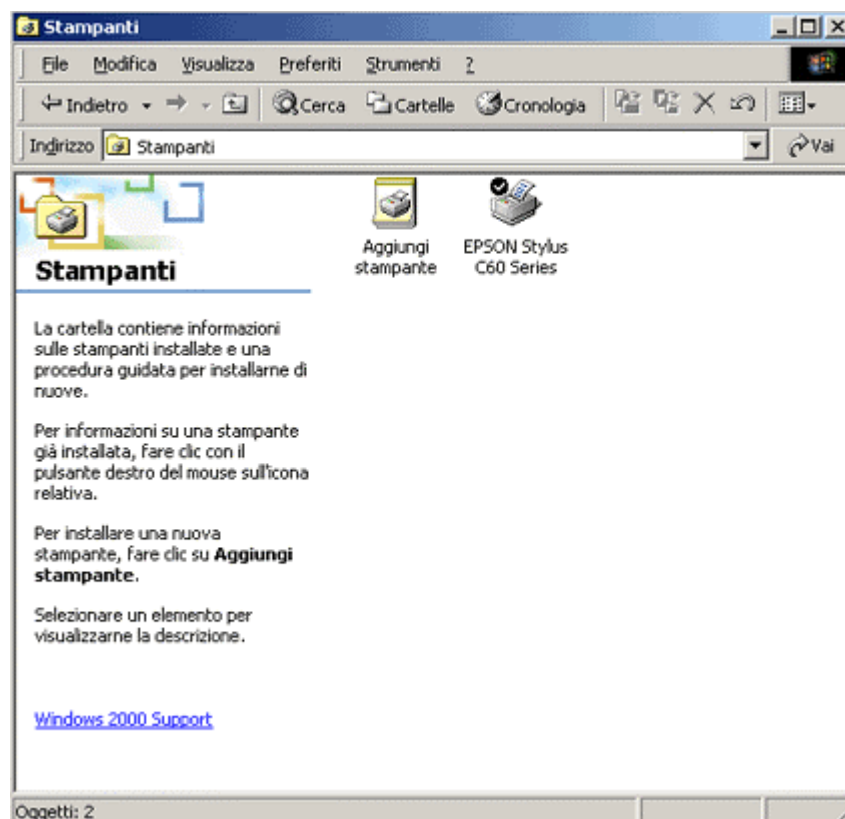 Stampanti
File Modifica Visualizza Preferiti Strumenti ?
Indietro Cerca Cartelle Cronologia
Indirizzo Stampanti Vai
Stampanti
La cartella contiene informazioni
sulle stampanti installate e una
procedura guidata per installarne di
nuove.
Per informazioni su una stampante
già installata, fare clic con il
pulsante destro del mouse sull'icona
relativa.
Per installare una nuova
stampante, fare clic su Aggiungi
stampante.
Selezionare un elemento per
visualizzarne la descrizione.
Windows 2000 Support
Aggiungi
stampante
EPSON Stylus
C60 Series
Oggetti: 2